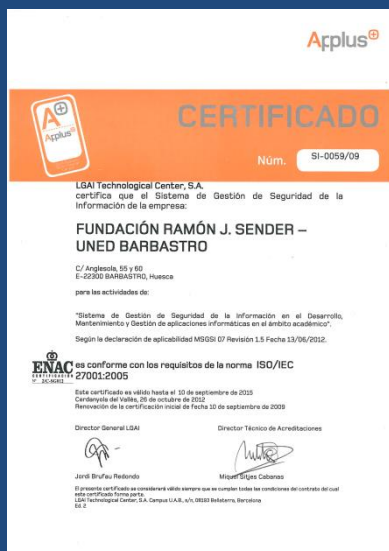 Applus⊕
A⊕
Applus⊕
CERTIFICADO
Núm. SI-0059/09
LGAI Technological Center, S.A.
certifica que el Sistema de Gestión de Seguridad de la
Información de la empresa:
FUNDACIÓN RAMÓN J. SENDER –
UNED BARBASTRO
C/ Anglesola, 55 y 60
E-22300 BARBASTRO, Huesca
para las actividades de:
"Sistema de Gestión de Seguridad de la Información en el Desarrollo,
Mantenimiento y Gestión de aplicaciones informáticas en el ámbito académico".
Según la declaración de aplicabilidad MSGSI 07 Revisión 1.5 Fecha 13/06/2012.
ENAC
CERTIFICACIÓN
es conforme con los requisitos de la norma ISO/IEC
27001:2005
Este certificado es válido hasta el 10 de septiembre de 2015
Cerdanyola del Vallès, 26 de octubre de 2012
Renovación de la certificación inicial de fecha 10 de septiembre de 2009
Director General LGAI
Director Técnico de Acreditaciones
Jordi Brufau Redondo
Miquel Sitjes Cabanas
El presente certificado se considerará válido siempre que se cumplan todas las condiciones del contrato del cual
este certificado forma parte.
LGAI Technological Center, S.A. Campus U.A.B., s/n, 08193 Bellaterra, Barcelona
Ed. 2